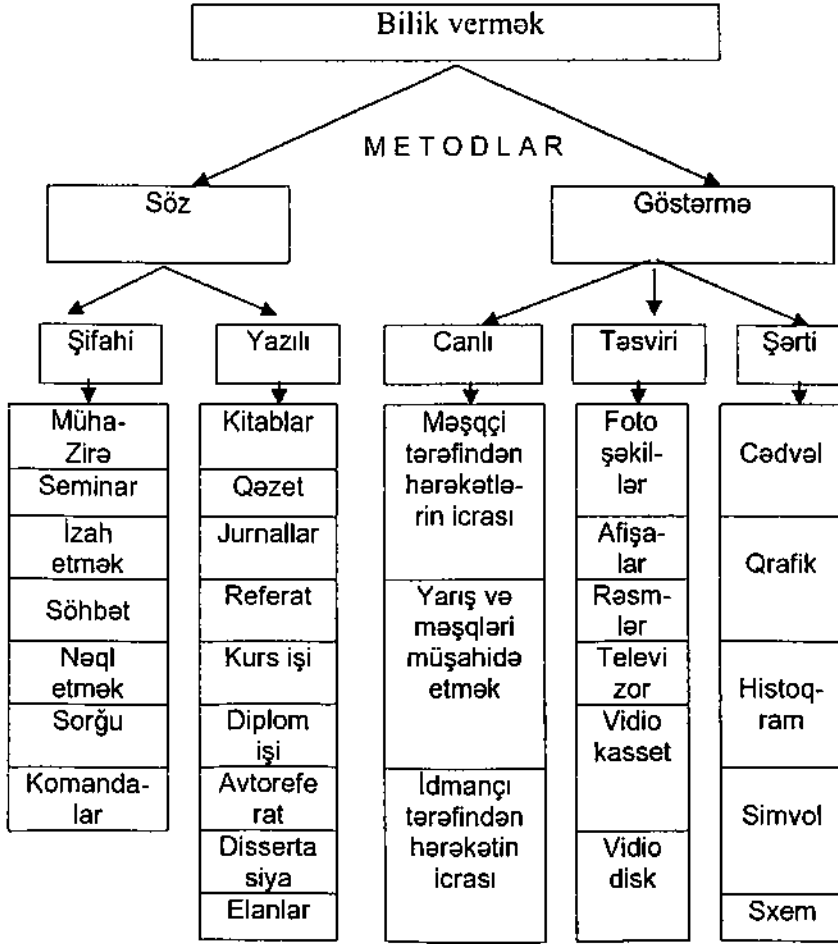 Bilik vermək
METODLAR
Söz
Göstərmə
Şifahi
Yazılı
Canlı
Təsviri
Şərti
Müha-
Zirə
Seminar
İzah
etmək
Söhbət
Nəql
etmək
Sorğu
Komanda-
lar
Kitablar
Qəzet
Jurnallar
Referat
Kurs işi
Diplom
işi
Avtorefe
rat
Disserta
siya
Elanlar
Məşqçi
tərəfindən
hərəkətlə-
rin icrası
Yarış və
məşqləri
müşahidə
etmək
İdmançı
tərəfindən
hərəkətin
icrası
Foto
şəkil-
lər
Afişa-
lar
Rəsm-
lər
Televi
zor
Vidio
kasset
Vidio
disk
Cədvəl
Qrafik
Histoq-
ram
Simvol
Sxem